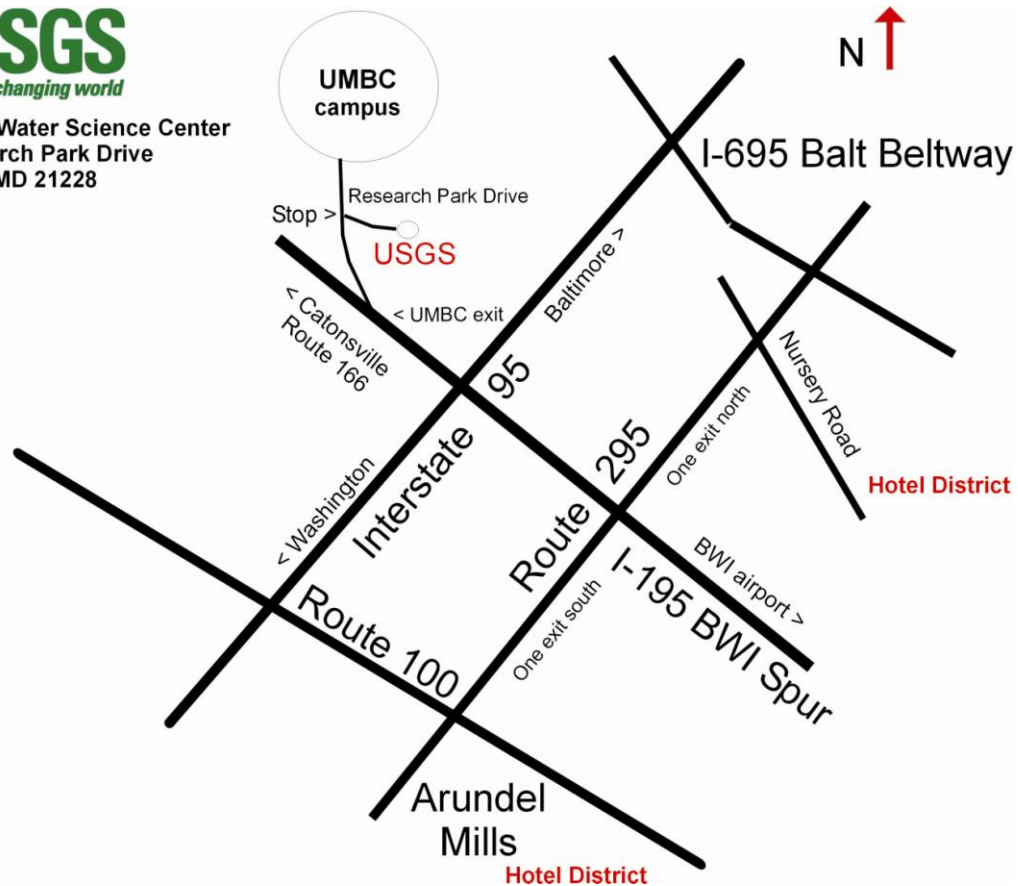 SGS
changing world
Water Science Center
rch Park Drive
MD 21228
UMBC
campus
N
I-695 Balt Beltway
Research Park Drive
Stop >
USGS
< UMBC exit
< Catonsville
Route 166
Baltimore >
95
Interstate
< Washington
295
Route
One exit north
Nursery Road
Hotel District
BWI airport >
I-195 BWI Spur
One exit south
Route 100
Arundel
Mills
Hotel District